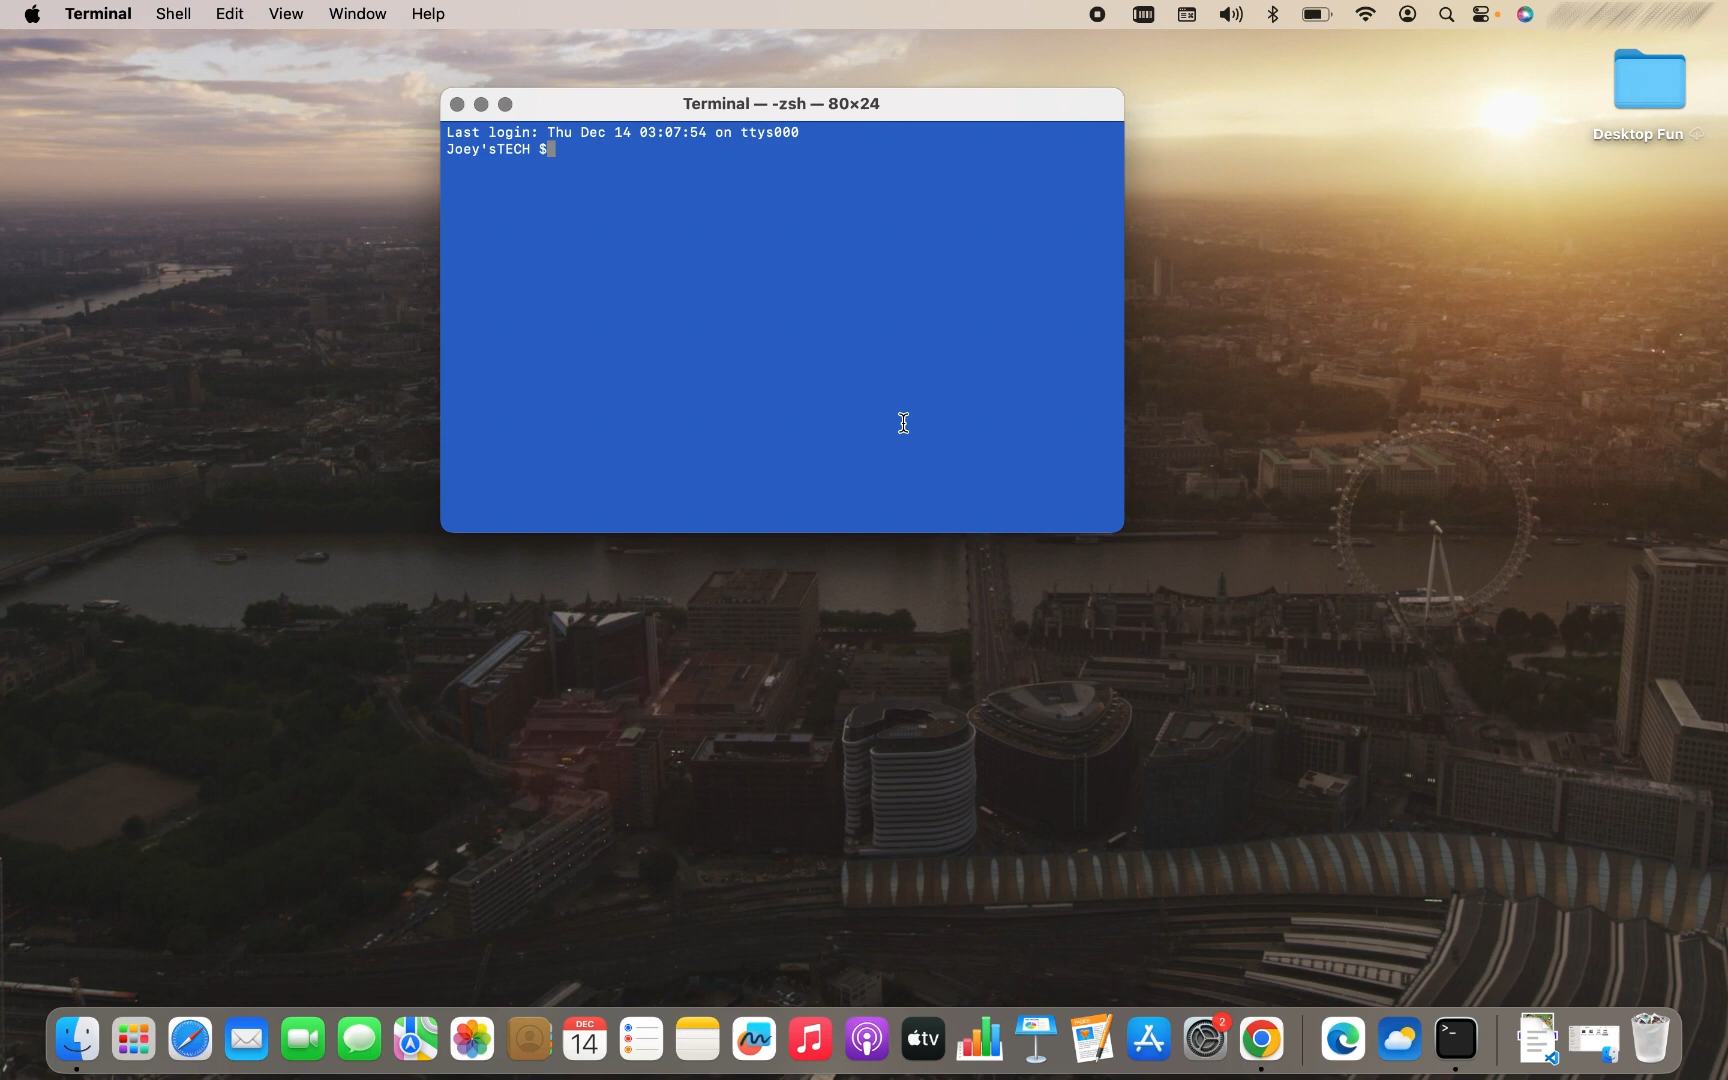 Terminal Shell Edit View Window Help
Terminal — -zsh — 80×24
Last login: Thu Dec 14 03:07:54 on ttys000
Joey'sTECH $
Desktop Fun
DEC
14
tv
2
>_